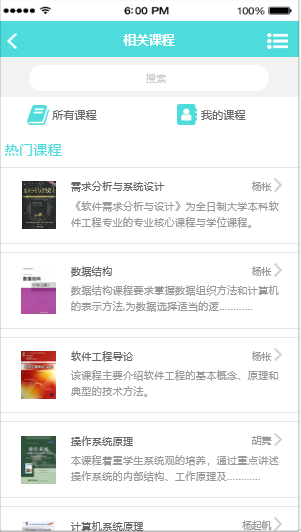 6:00 PM
100%
相关课程
搜索
所有课程
我的课程
热门课程
需求分析与系统设计
杨枨
《软件需求分析与设计》为全日制大学本科软
件工程专业的专业核心课程与学位课程。
数据结构
杨枨
数据结构课程要求掌握数据组织方法和计算机
的表示方法,为数据选择适当的逻…………
软件工程导论
杨枨
该课程主要介绍软件工程的基本概念、原理和
典型的技术方法。
操作系统原理
胡隽
本课程着重学生系统观的培养，通过重点讲述
操作系统的内部结构、工作原理及…………
计算机系统原理
杨起帆